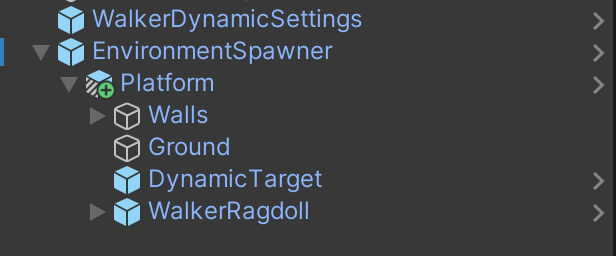 WalkerDynamicSettings
EnvironmentSpawner
Platform
Walls
Ground
DynamicTarget
WalkerRagdoll